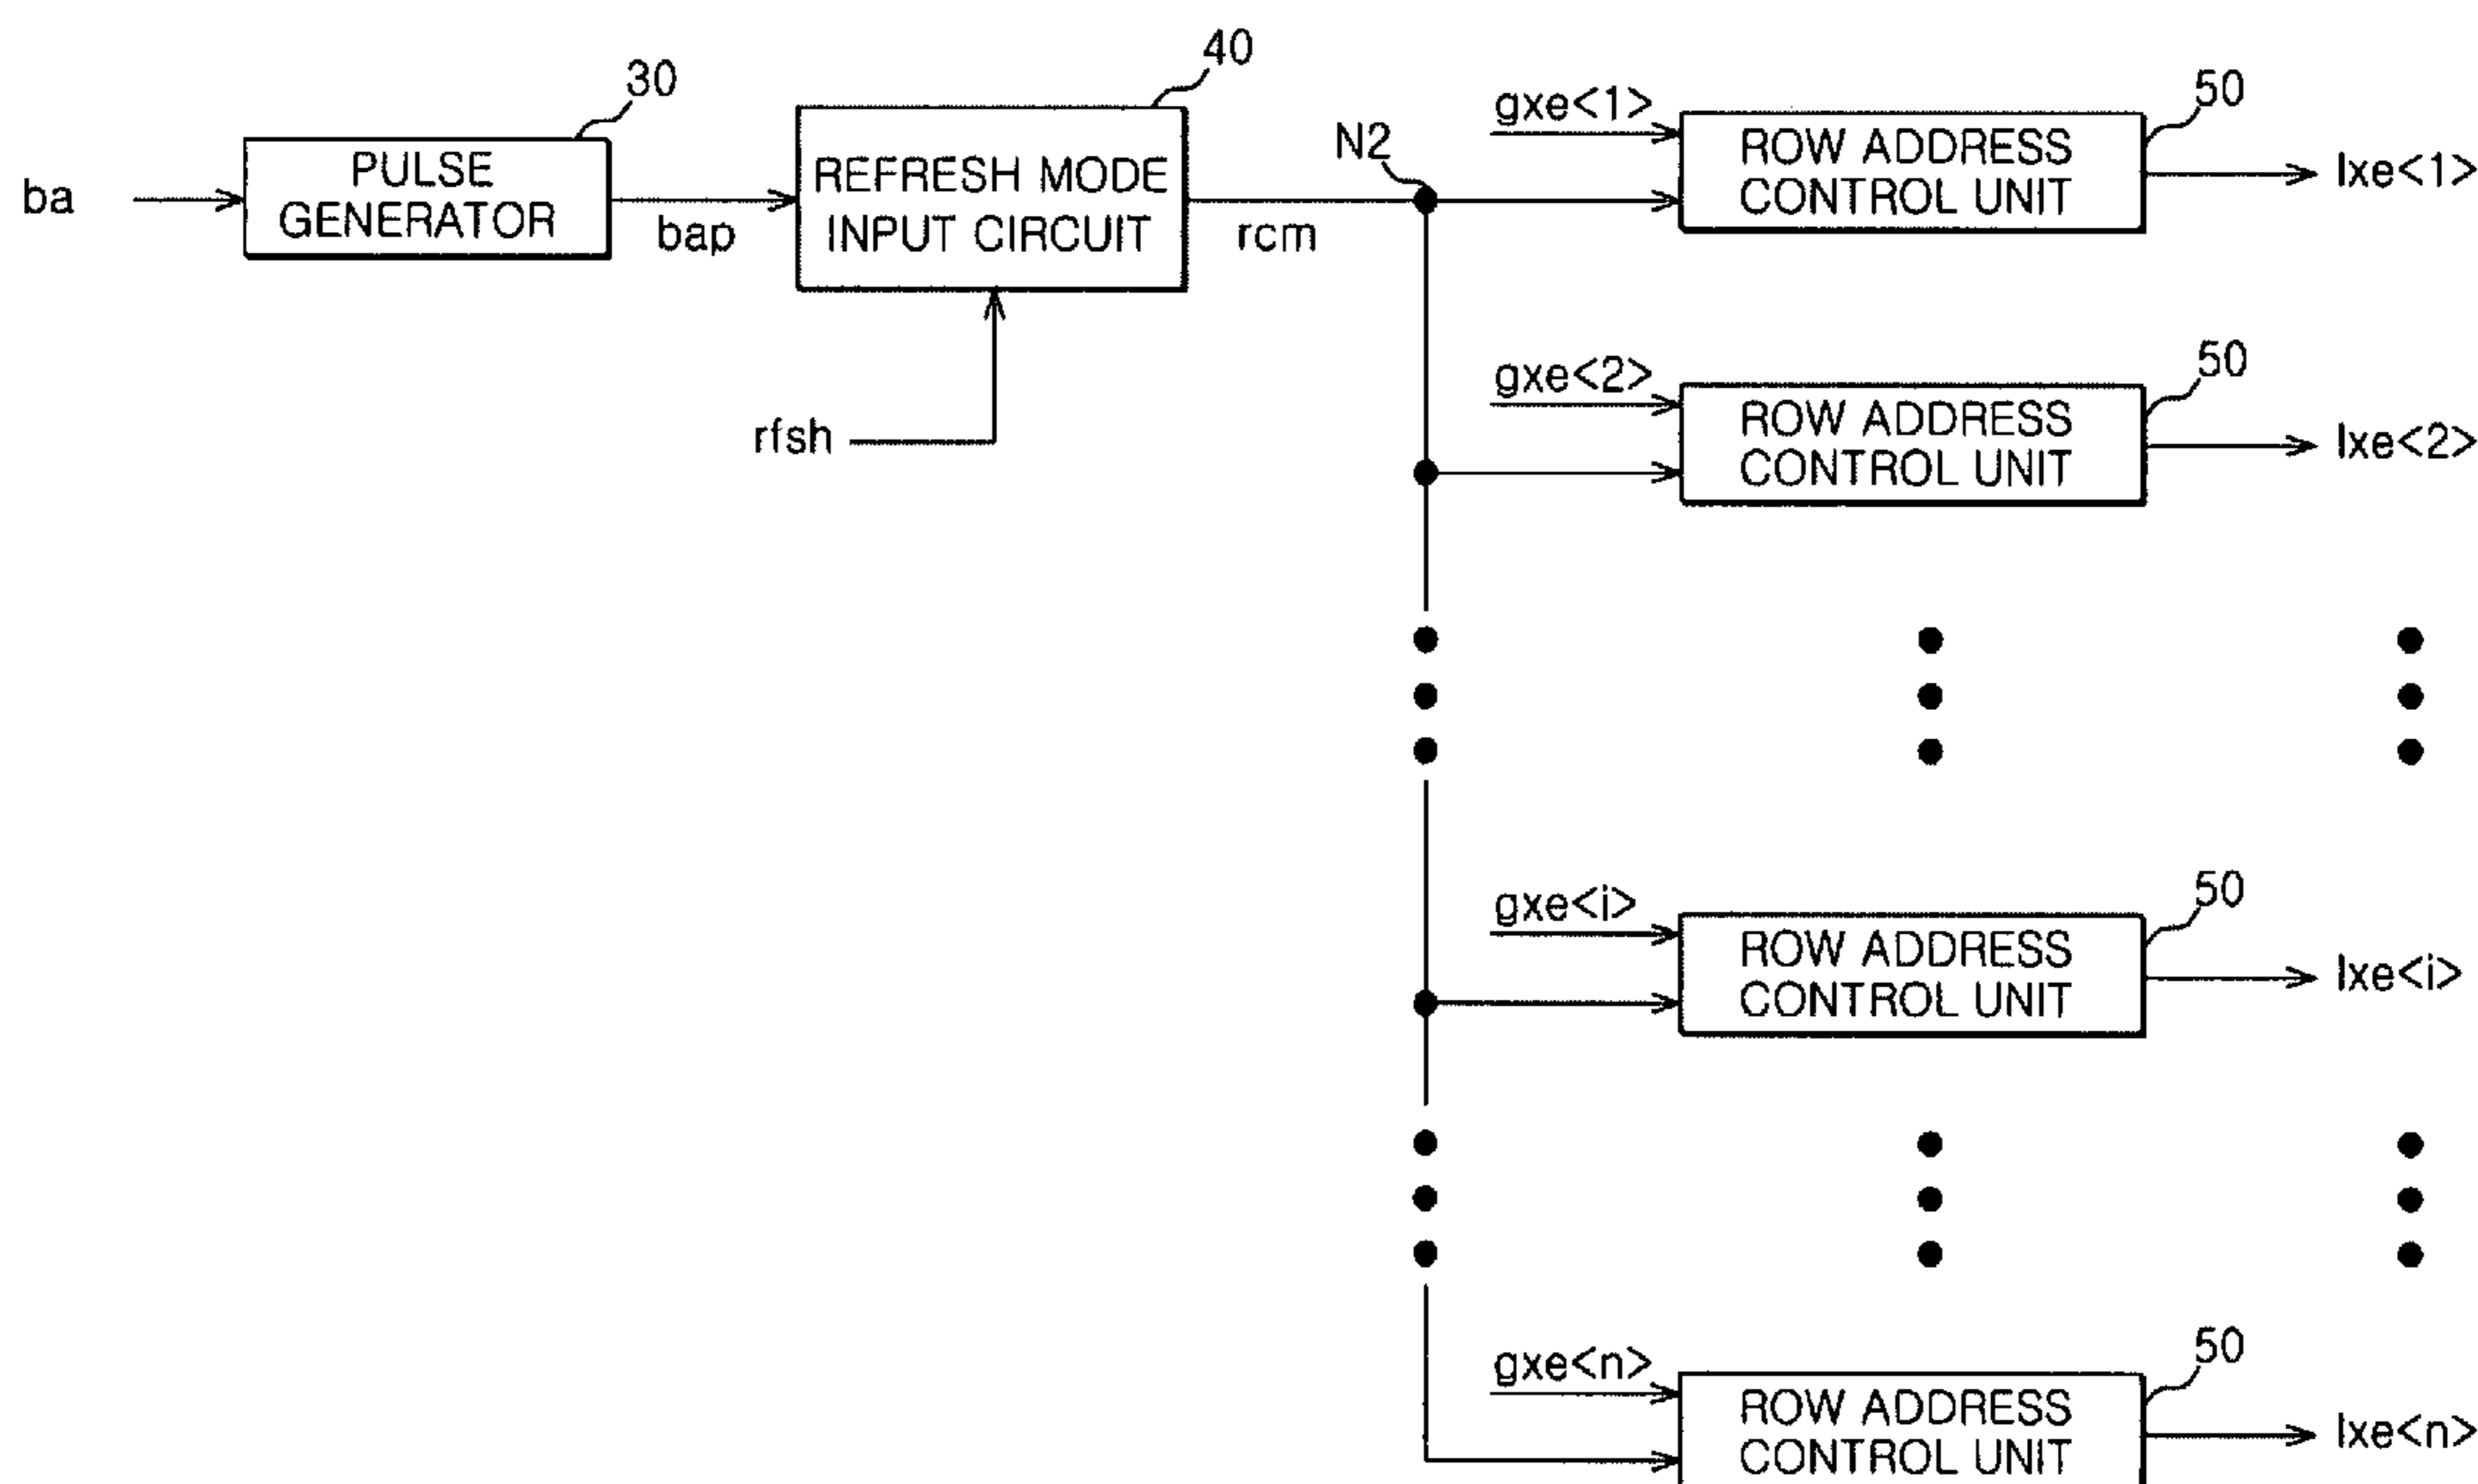 30
40
50
gxe<1>
N2
ROW ADDRESS
CONTROL UNIT
lxe<1>
ba
PULSE
GENERATOR
bap
REFRESH MODE
INPUT CIRCUIT
rcm
rfsh
gxe<2>
50
ROW ADDRESS
CONTROL UNIT
lxe<2>
gxe<i>
50
ROW ADDRESS
CONTROL UNIT
lxe<i>
gxe<n>
50
ROW ADDRESS
CONTROL UNIT
lxe<n>